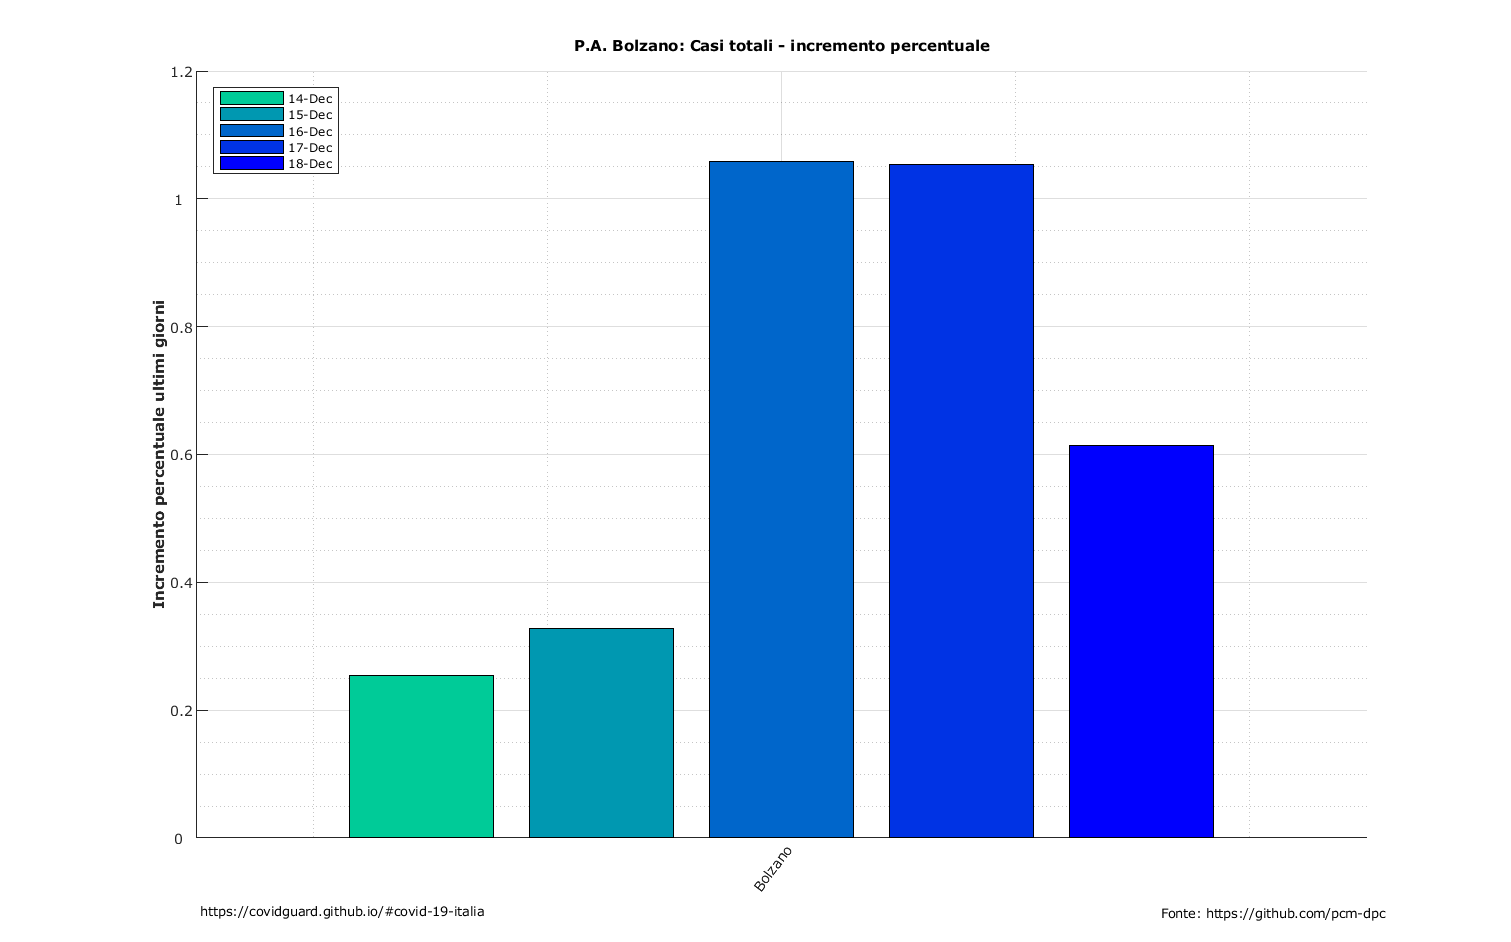 P.A. Bolzano: Casi totali - incremento percentuale
1.2
1
0.8
0.6
0.4
0.2
0
Incremento percentuale ultimi giorni
14-Dec
15-Dec
16-Dec
17-Dec
18-Dec
Bolzano
https://covidguard.github.io/#covid-19-italia
Fonte: https://github.com/pcm-dpc